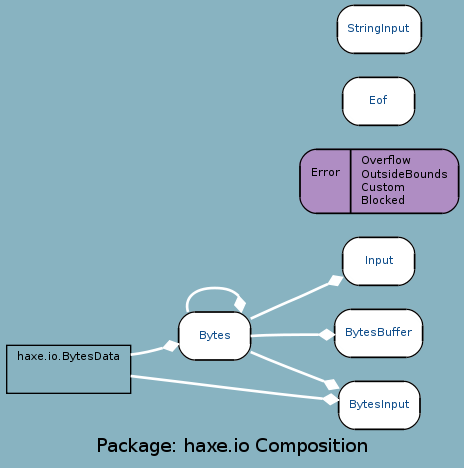 StringInput
Eof
Error
Overflow
OutsideBounds
Custom
Blocked
Input
BytesBuffer
Bytes
haxe.io.BytesData
BytesInput
Package: haxe.io Composition